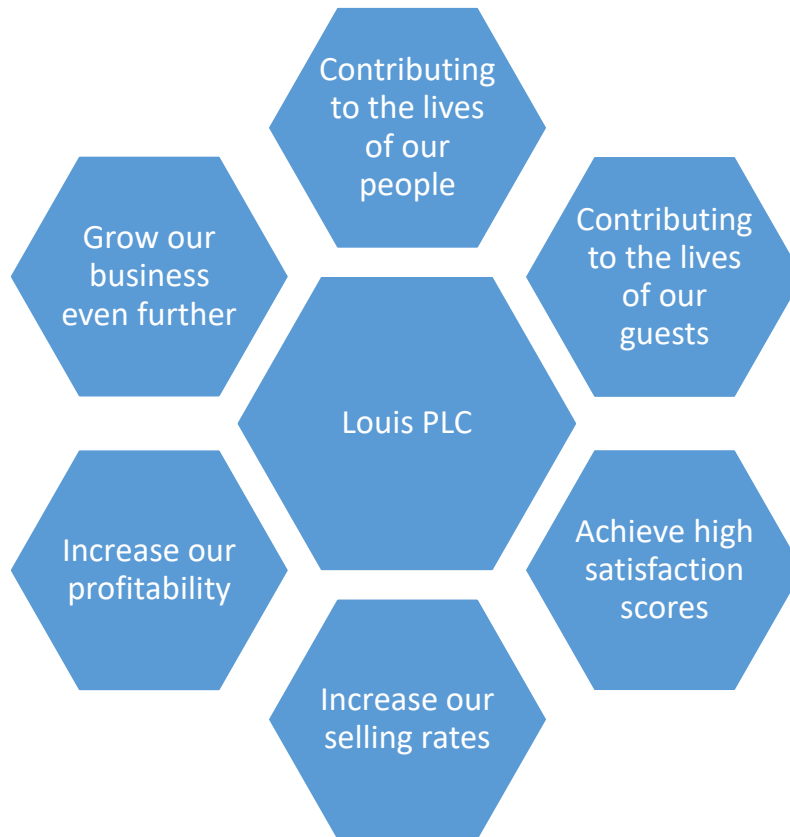 Contributing
to the lives
of our
people
Contributing
to the lives
of our
guests
Achieve high
satisfaction
scores
Increase our
selling rates
Increase our
profitability
Grow our
business
even further
Louis PLC